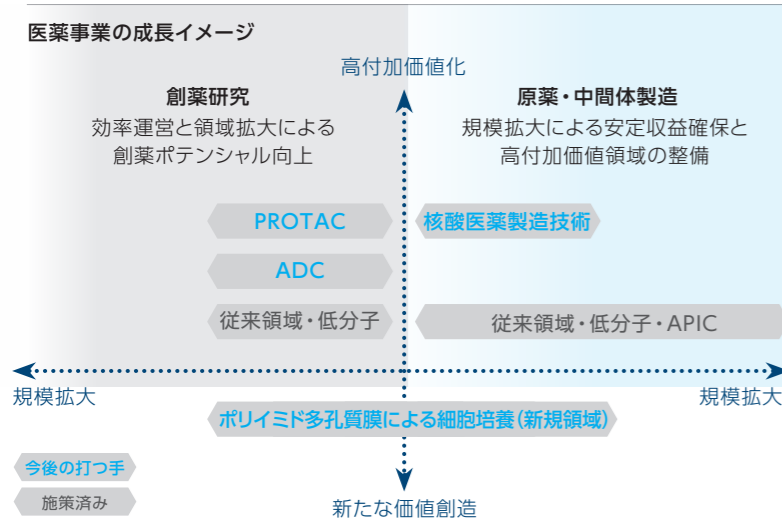 医薬事業の成長イメージ
高付加価値化
創薬研究
効率運営と領域拡大による
創薬ポテンシャル向上
原薬・中間体製造
規模拡大による安定収益確保と
高付加価値領域の整備
PROTAC
核酸医薬製造技術
ADC
従来領域・低分子
従来領域・低分子・APIC
規模拡大
規模拡大
ポリイミド多孔質膜による細胞培養(新規領域)
今後の打つ手
施策済み
新たな価値創造